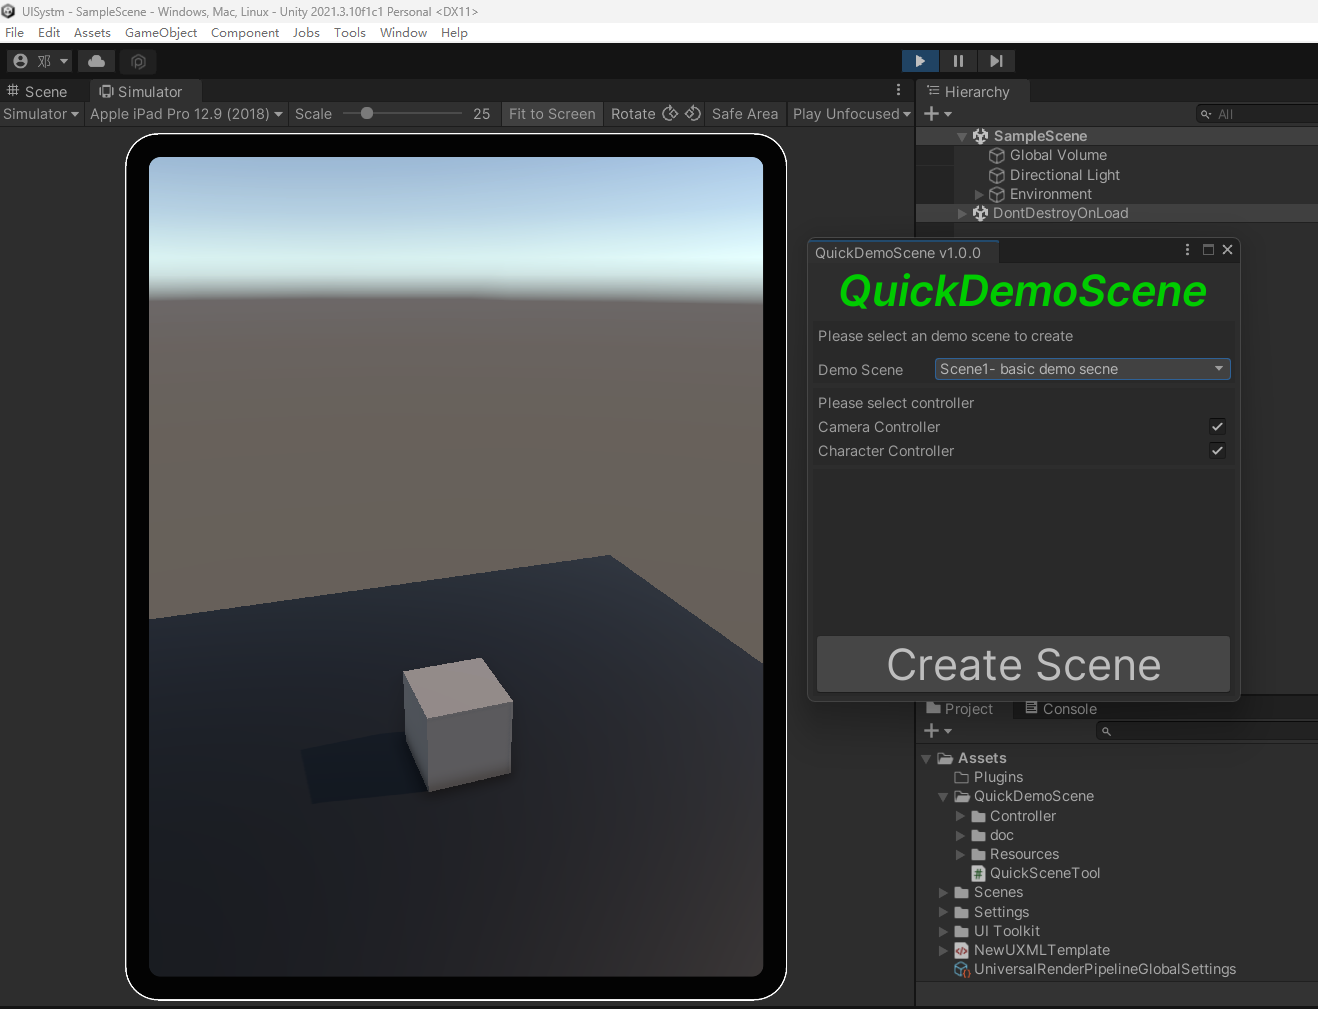 UISystm - SampleScene - Windows, Mac, Linux - Unity 2021.3.10f1c1 Personal <DX11>
File Edit Assets GameObject Component Jobs Tools Window Help
Scene Simulator
Simulator Apple iPad Pro 12.9 (2018) Scale 25 Fit to Screen Rotate Safe Area Play Unfocused
Hierarchy
All
SampleScene
Global Volume
Directional Light
Environment
DontDestroyOnLoad
QuickDemoScene v1.0.0
QuickDemoScene
Please select an demo scene to create
Demo Scene Scene1- basic demo secne
Please select controller
Camera Controller
Character Controller
Create Scene
Project Console
Assets
Plugins
QuickDemoScene
Controller
doc
Resources
QuickSceneTool
Scenes
Settings
UI Toolkit
NewUXMLTemplate
UniversalRenderPipelineGlobalSettings